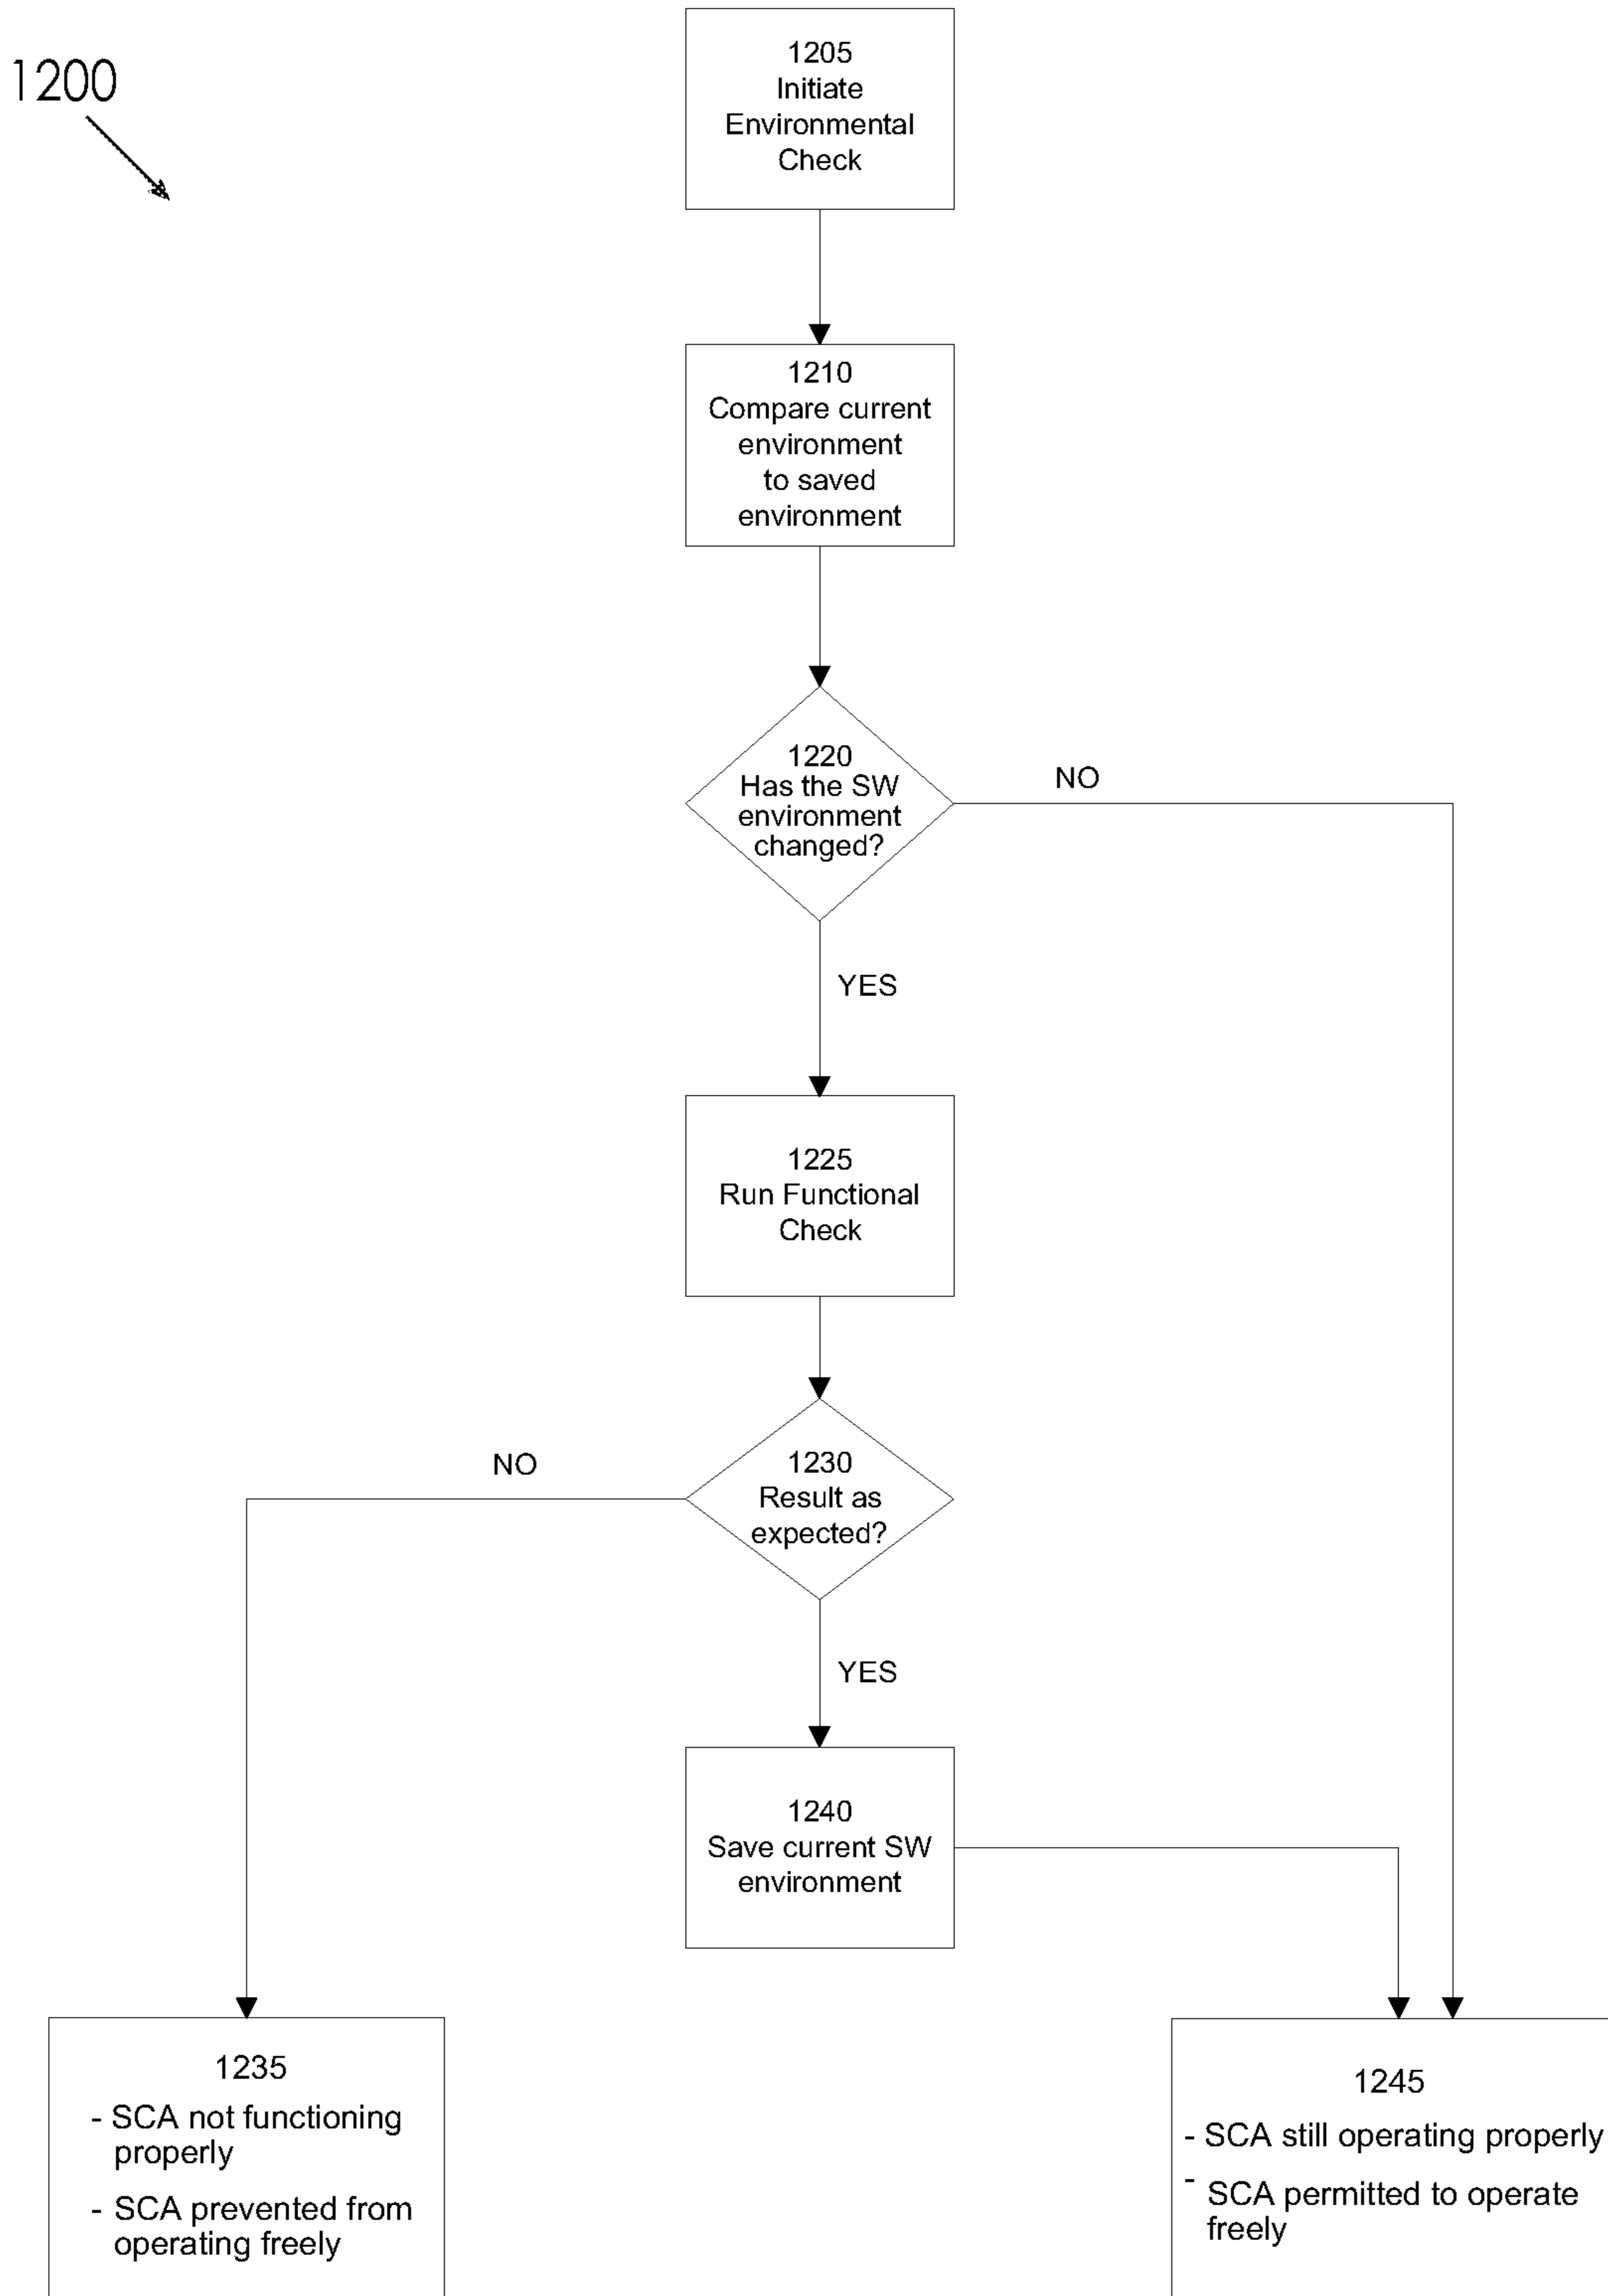 1200
1205
Initiate
Environmental
Check
1210
Compare current
environment
to saved
environment
1220
Has the SW
environment
changed?
NO
YES
1225
Run Functional
Check
1230
Result as
expected?
NO
YES
1240
Save current SW
environment
1235
- SCA not functioning
properly
- SCA prevented from
operating freely
1245
- SCA still operating properly
- SCA permitted to operate
freely